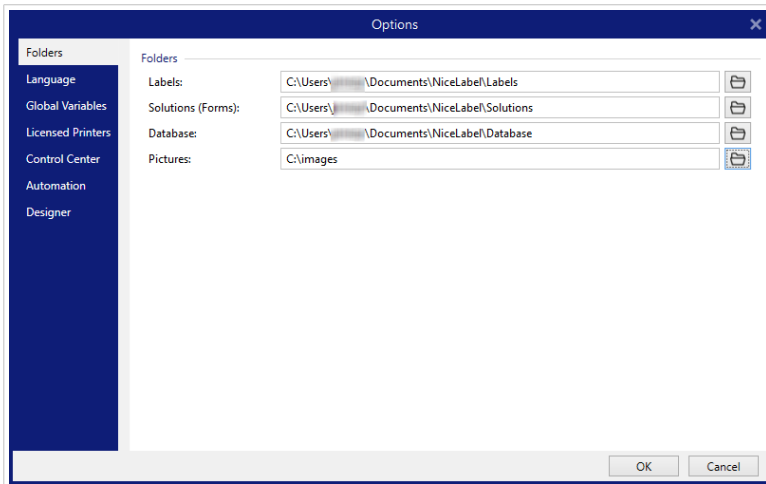 Options
Folders
Language
Global Variables
Licensed Printers
Control Center
Automation
Designer
Folders
Labels: C:\Users\ \Documents\NiceLabel\Labels
Solutions (Forms): C:\Users\ \Documents\NiceLabel\Solutions
Database: C:\Users\ \Documents\NiceLabel\Database
Pictures: C:\images
OK Cancel